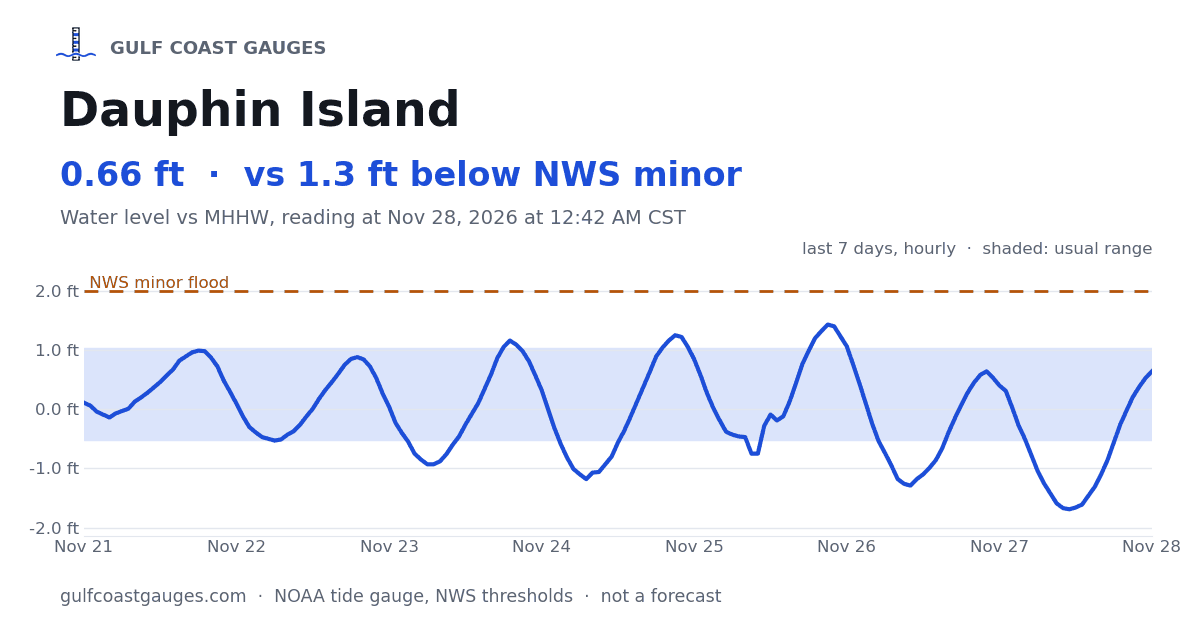 GULF COAST GAUGES
Dauphin Island
0.66 ft · vs 1.3 ft below NWS minor
Water level vs MHHW, reading at Nov 28, 2026 at 12:42 AM CST
last 7 days, hourly · shaded: usual range
NWS minor flood
2.0 ft
1.0 ft
0.0 ft
-1.0 ft
-2.0 ft
Nov 21 Nov 22 Nov 23 Nov 24 Nov 25 Nov 26 Nov 27 Nov 28
gulfcoastgauges.com · NOAA tide gauge, NWS thresholds · not a forecast